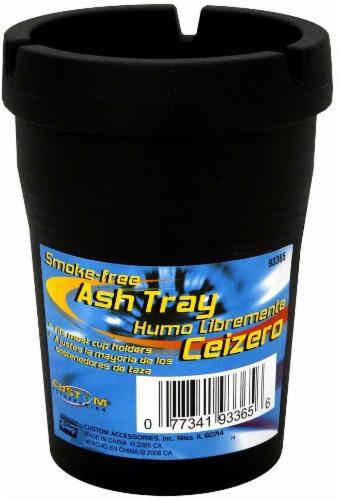 93365
Smoke-free
Ash Tray
Humo Libremente
Ceizero
Fits most cup holders
Ajustes la mayoria de los
Sostenedores de taza
CUSTOM
ACCESSORIES
0 77341 93365 6
CUSTOM ACCESSORIES. Inc. Niles, IL 60714 H
MADE IN CHINA © 2006 CA
HENCHO EN CHINA © 2006 CA